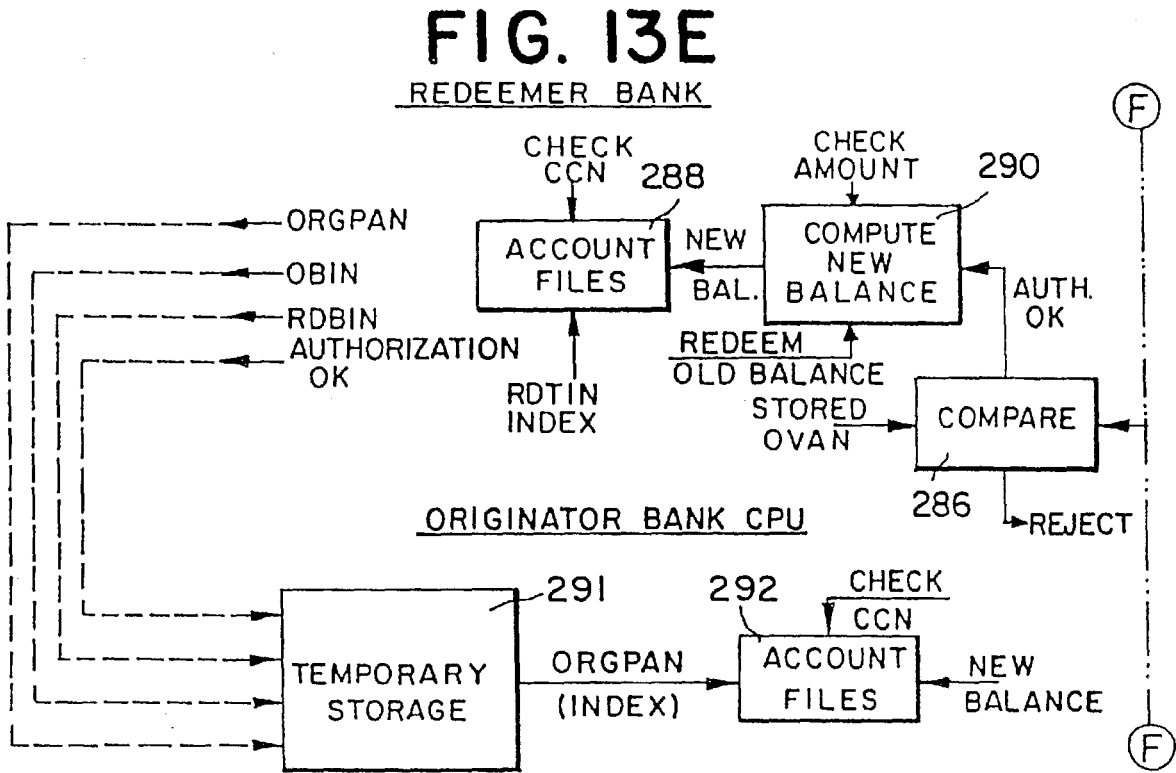 FIG. 13E
REDEEMER BANK
F
CHECK
CCN
288
CHECK
AMOUNT
290
ORGPAN
OBIN
RDBIN
AUTHORIZATION
OK
ACCOUNT
FILES
NEW
BAL.
COMPUTE
NEW
BALANCE
AUTH.
OK
RDTIN
INDEX
REDEEM
OLD BALANCE
STORED
OVAN
COMPARE
286
REJECT
ORIGINATOR BANK CPU
291
TEMPORARY
STORAGE
ORGPAN
(INDEX)
292
CHECK
CCN
ACCOUNT
FILES
NEW
BALANCE
F